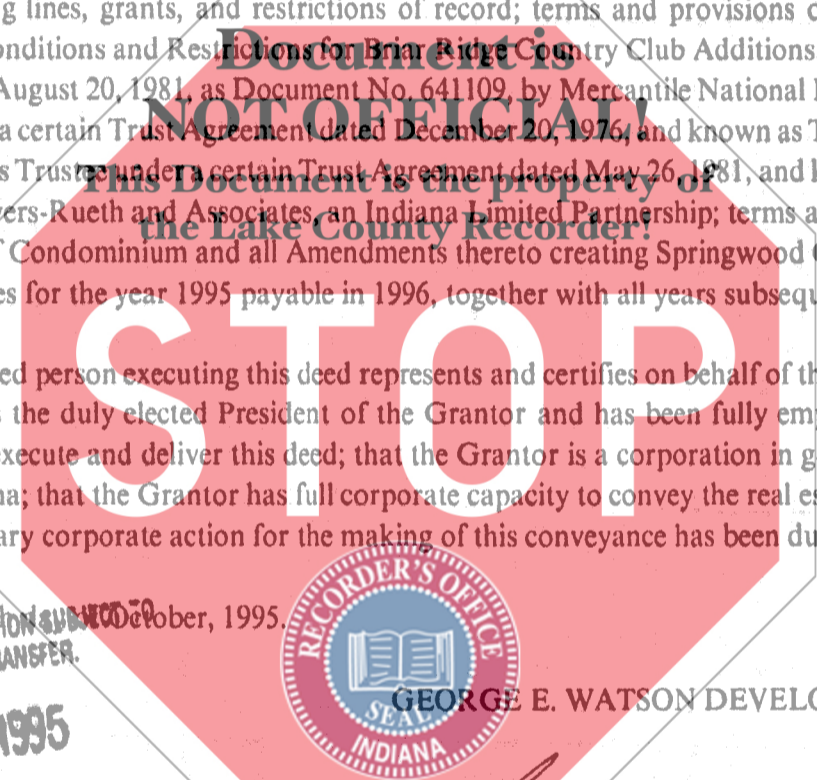 g lines, grants, and restrictions of record; terms and provisions o
onditions and Restrictions for Briar Ridge Country Club Additions
Document is
August 20, 1981, as Document No. 641109, by Mercantile National
NOT OFFICIAL!
a certain Trust Agreement dated December 20, 1976, and known as T
s Trustee under a certain Trust Agreement dated May 26, 1981, and
This Document is the property of
ers-Rueth and Associates, an Indiana Limited Partnership; terms a
the Lake County Recorder!
Condominium and all Amendments thereto creating Springwood
es for the year 1995 payable in 1996, together with all years subsequ
STOP
ed person executing this deed represents and certifies on behalf of th
the duly elected President of the Grantor and has been fully em
execute and deliver this deed; that the Grantor is a corporation in g
na; that the Grantor has full corporate capacity to convey the real es
ary corporate action for the making of this conveyance has been du
RECORDER'S OFFICE
October, 1995.
ANSFER.
SEAL
GEORGE E. WATSON DEVELO
1995
INDIANA